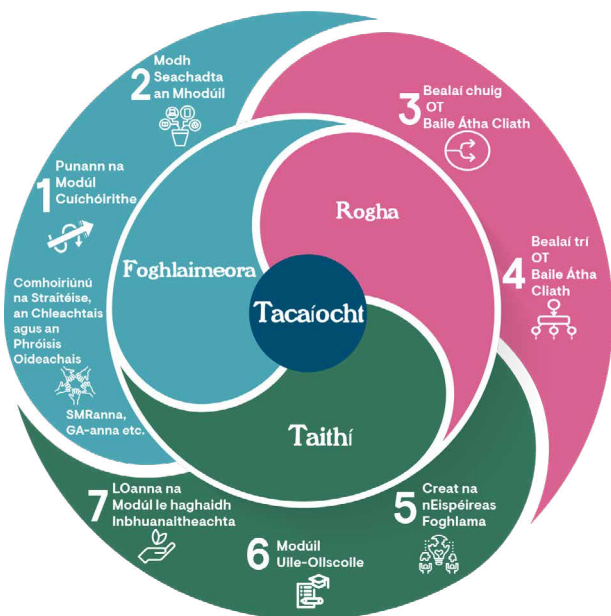 2 Modh
Seachadta
an Mhodúil
3 Bealaí chuig
OT
Baile Átha Cliath
1 Punann na
Modúl
Cuíchóirithe
4 Bealaí trí
OT
Baile Átha
Cliath
Comhoiriúnú
na Straitéise,
an Chleachtais
agus an
Phróisis
Oideachais
SMRanna,
GA-anna etc.
7 LOanna na
Modúl le haghaidh
Inbhuanaitheachta
6 Modúil
Uile-Ollscoile
5 Creat na
nEispéireas
Foghlama
Foghlaimeora
Rogha
Tacaíocht
Taithí